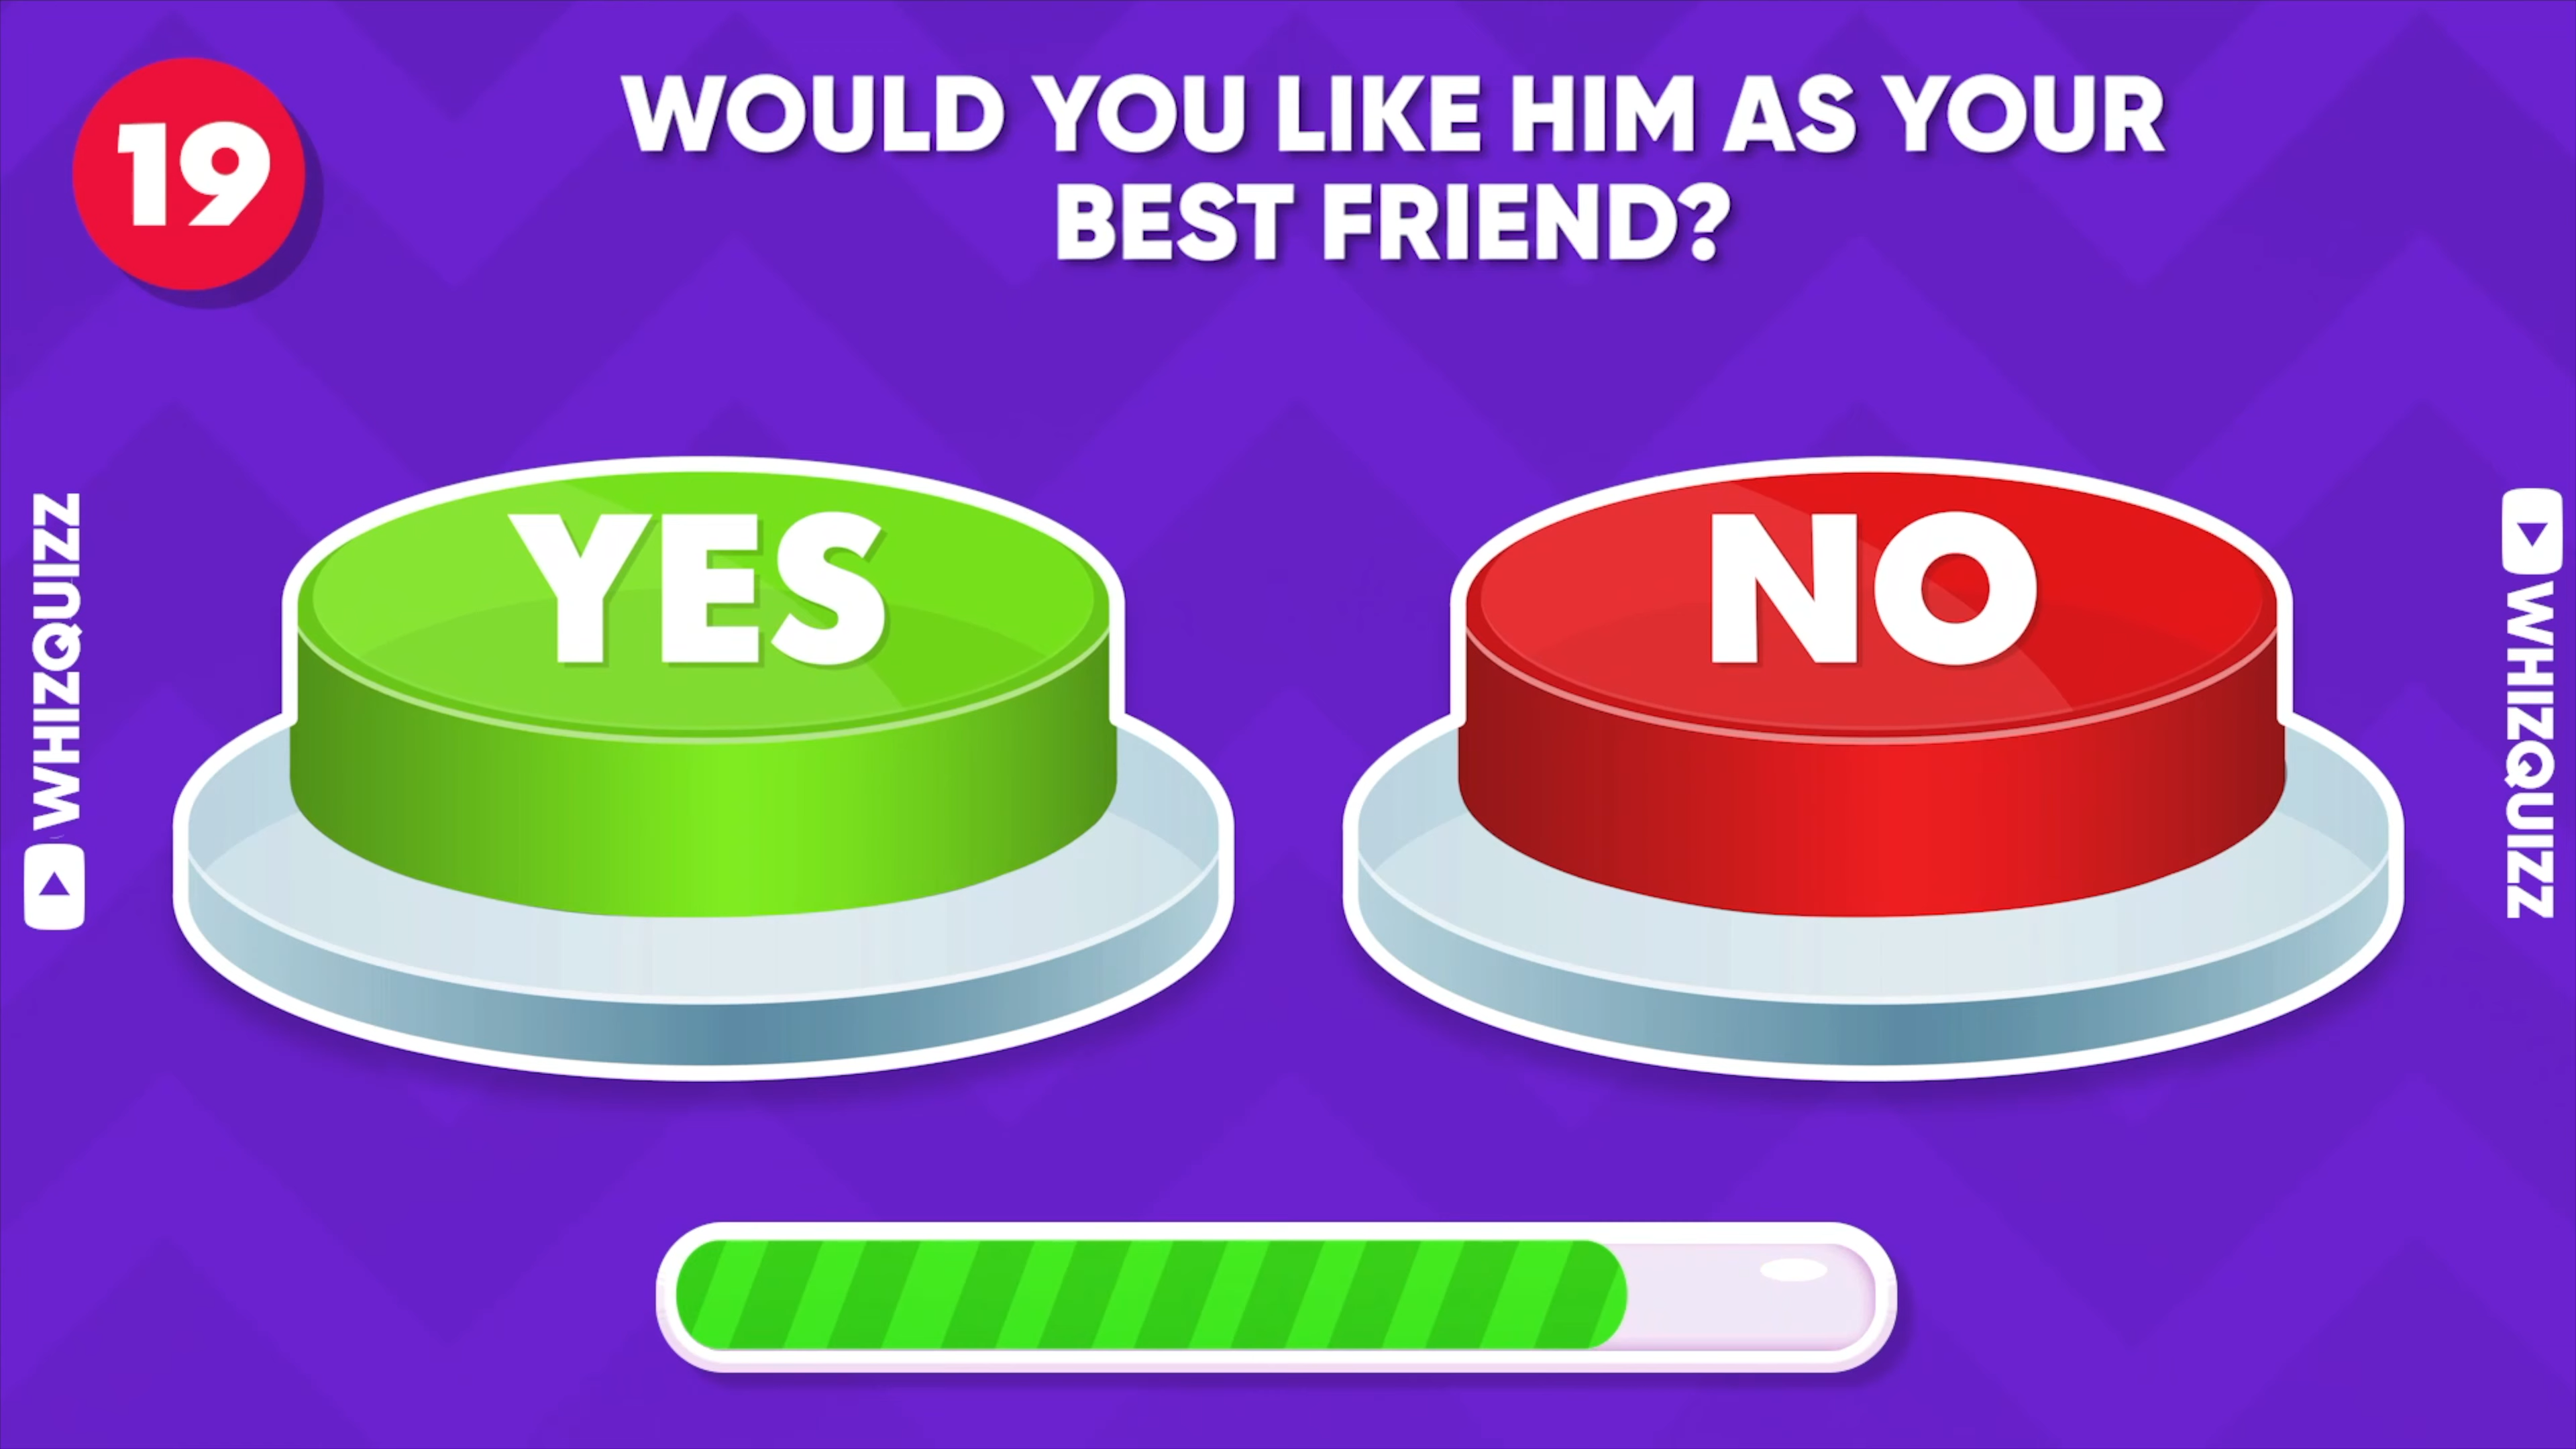 19
WOULD YOU LIKE HIM AS YOUR
BEST FRIEND?
YES
NO
WHIZQUIZZ
WHIZQUIZZ